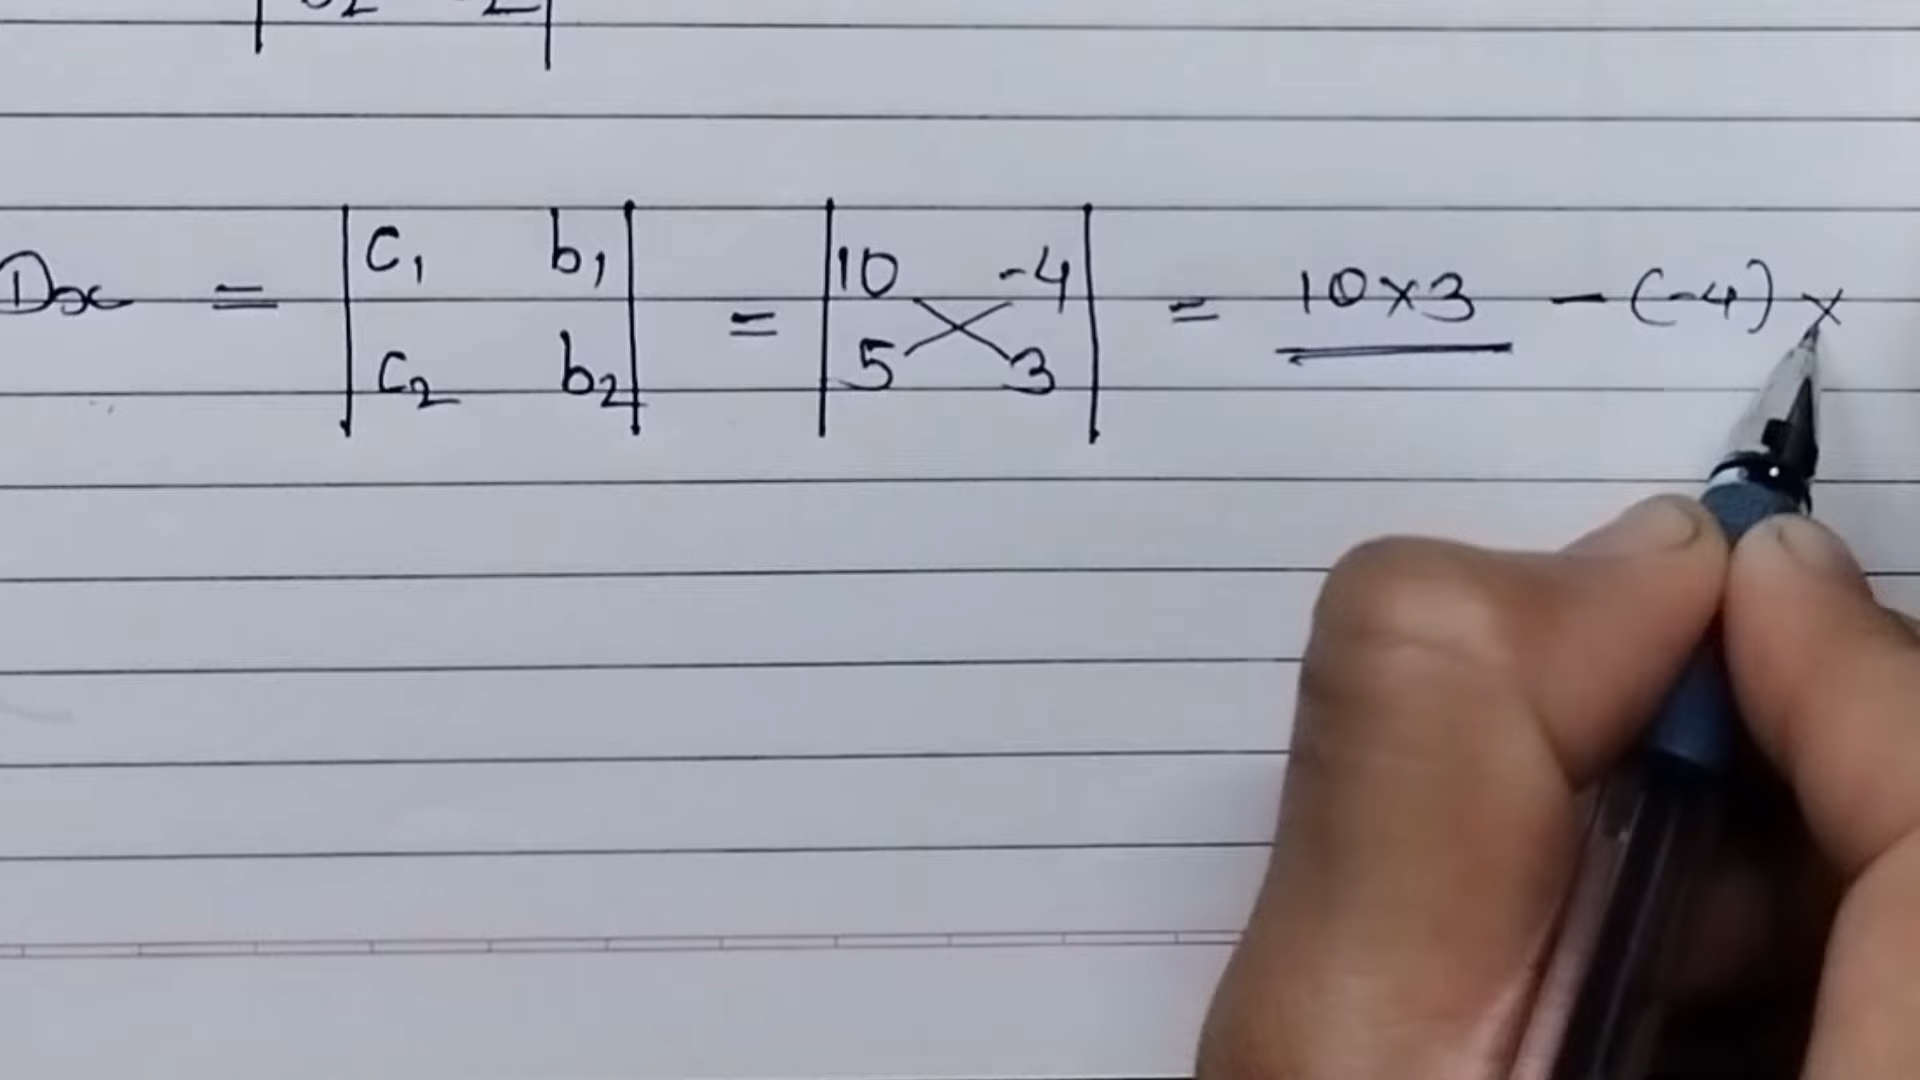 Dx = | c₁ b₁ | = | 10 -4 | = 10×3 - (-4) ×
| c₂ b₂ | | 5 3 |